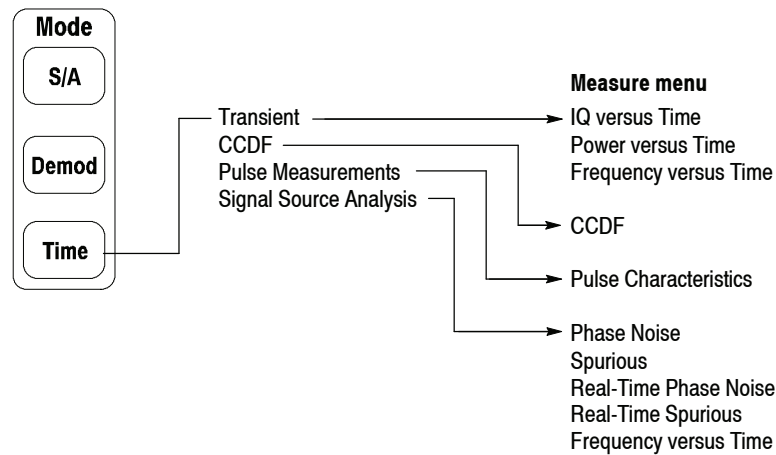 Mode
S/A
Demod
Time
Transient
CCDF
Pulse Measurements
Signal Source Analysis
Measure menu
IQ versus Time
Power versus Time
Frequency versus Time
CCDF
Pulse Characteristics
Phase Noise
Spurious
Real-Time Phase Noise
Real-Time Spurious
Frequency versus Time